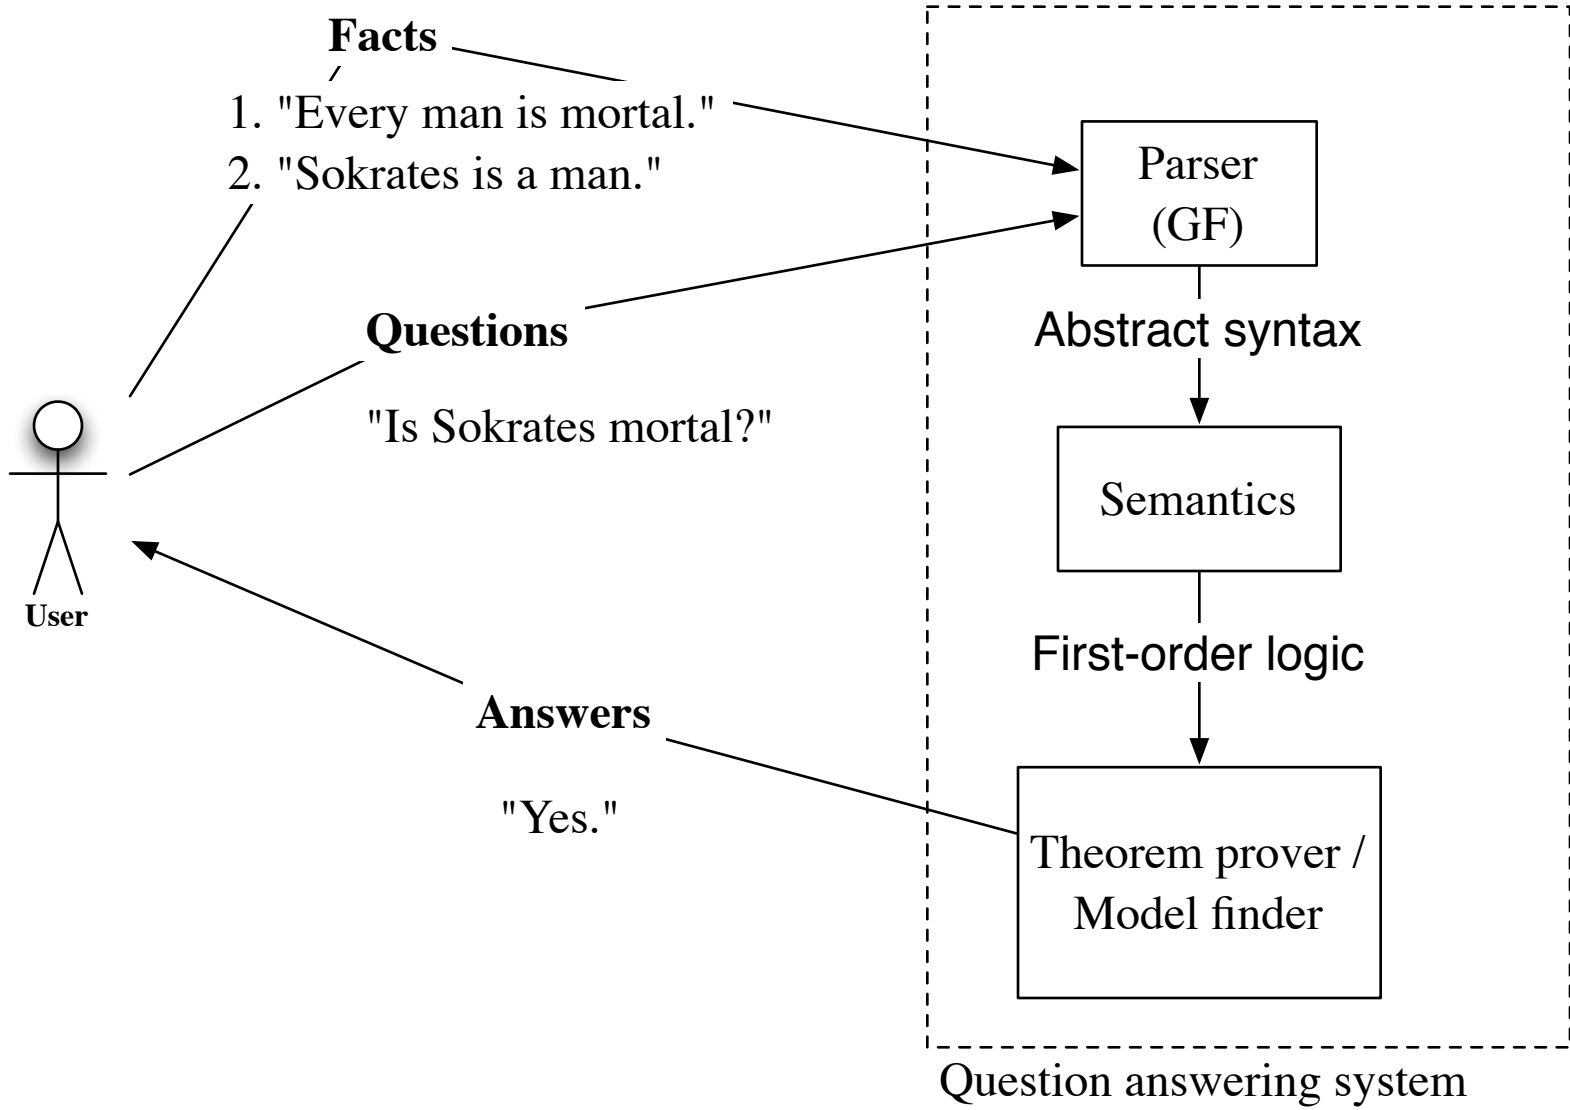 Facts
1. "Every man is mortal."
2. "Sokrates is a man."
Parser
(GF)
Questions
Abstract syntax
"Is Sokrates mortal?"
Semantics
User
First-order logic
Answers
"Yes."
Theorem prover /
Model finder
Question answering system